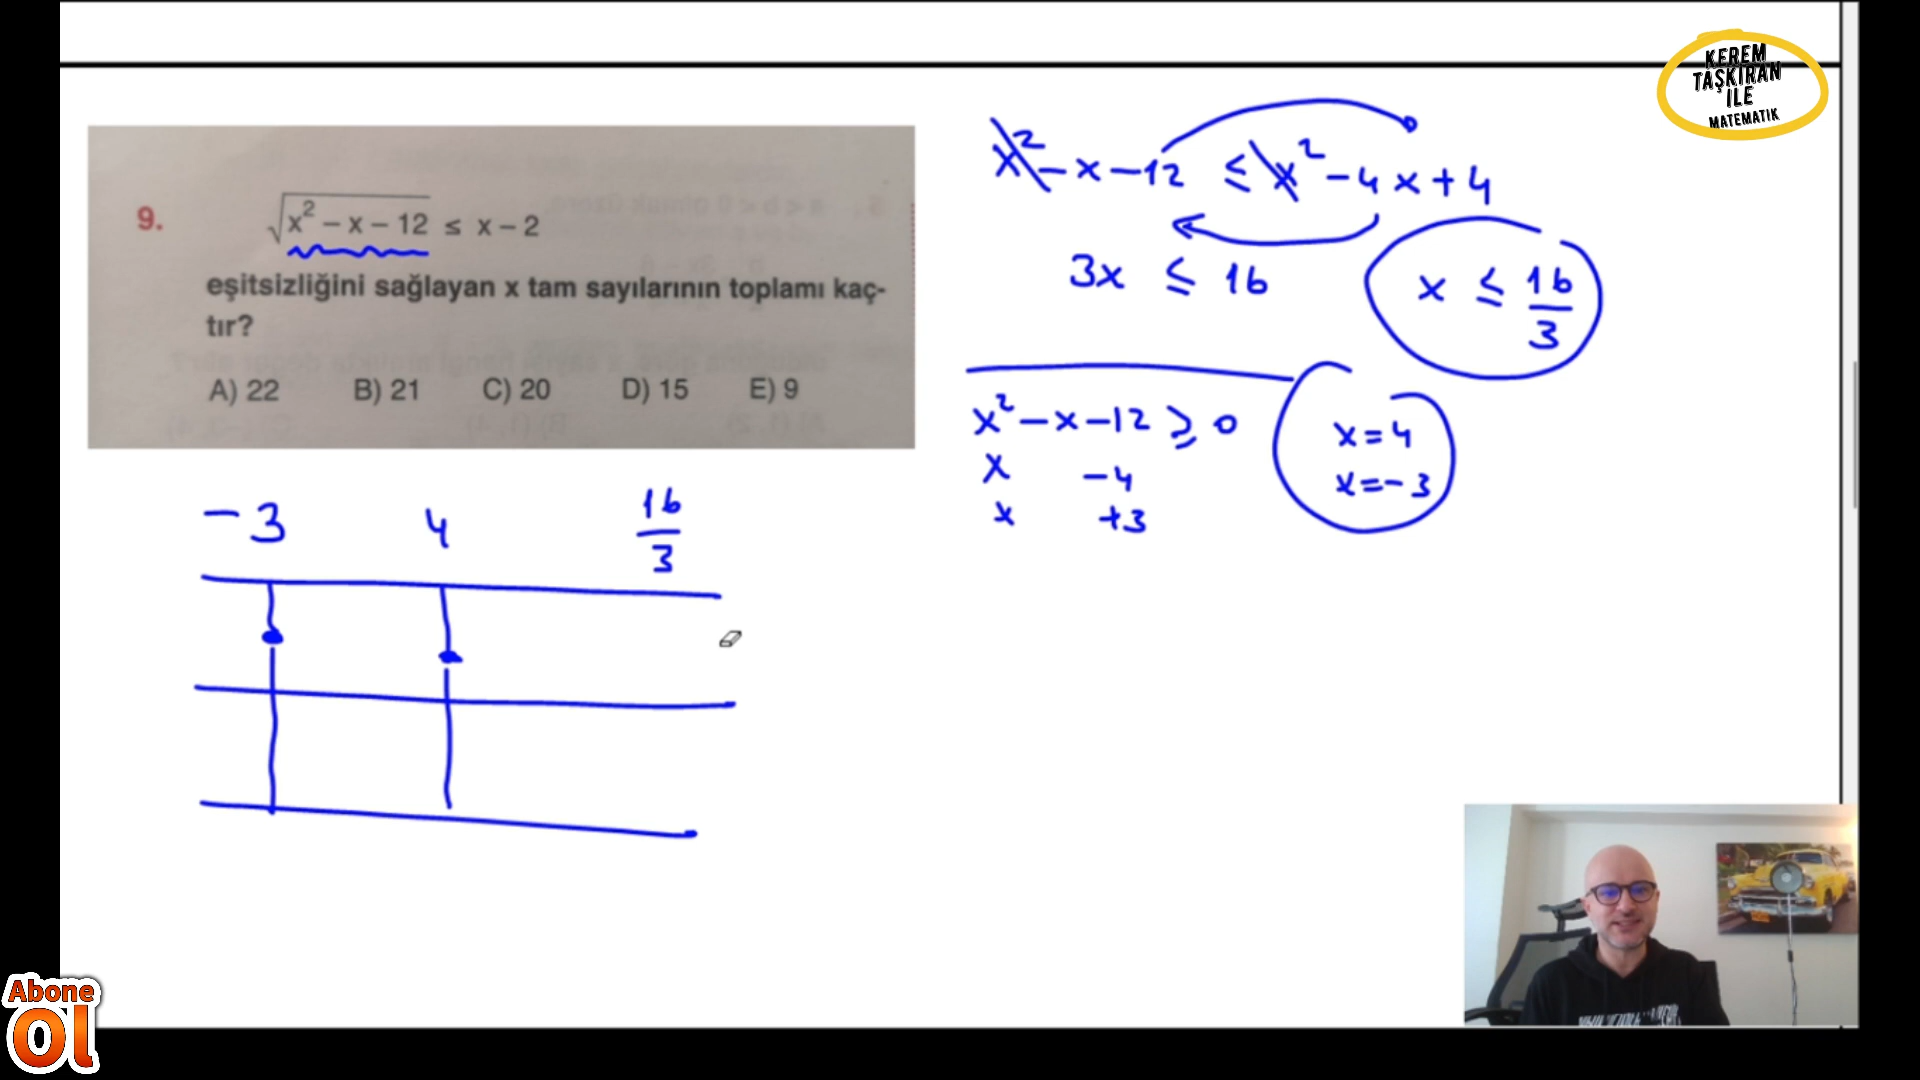 KEREM
TAŞKIRAN
İLE
MATEMATİK
9. √x² − x − 12 ≤ x − 2
eşitsizliğini sağlayan x tam sayılarının toplamı kaç-
tır?
A) 22 B) 21 C) 20 D) 15 E) 9
x² − x − 12 ≤ x² − 4x + 4
3x ≤ 16
x ≤ 16/3
x² − x − 12 ≥ 0
x −4
x +3
x = 4
x = −3
−3 4 16/3
Abone
Ol